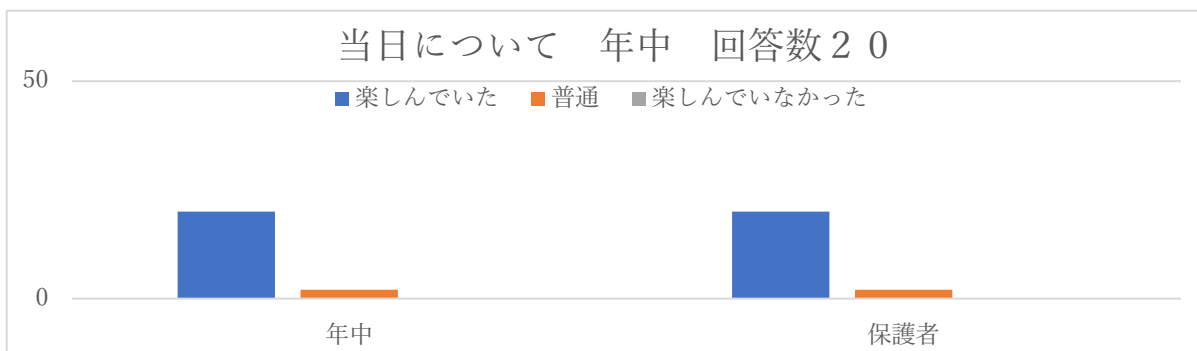 当日について　年中　回答数２０
50
楽しんでいた 普通 楽しんでいなかった
0
年中 保護者